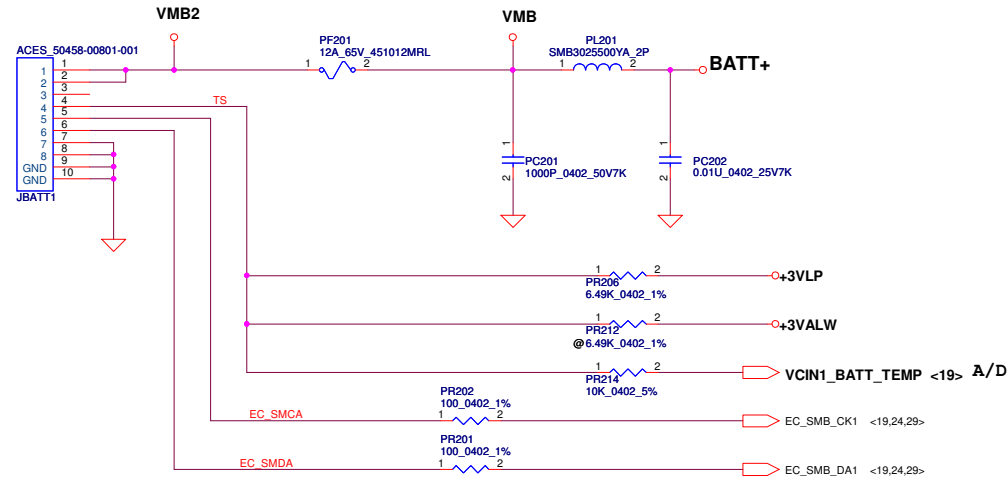 VMB2
VMB
ACES_50458-00801-001
PF201
12A_65V_451012MRL
PL201
SMB3025500YA_2P
BATT+
1 1
2 2
3 3
4 4
5 5
6 6
7 7
8 8
GND 9
GND 10
JBATT1
1 2
1 2
TS
1
PC201
1000P_0402_50V7K
2
1
PC202
0.01U_0402_25V7K
2
1 2
PR206
6.49K_0402_1%
+3VLP
1 2
PR212
@6.49K_0402_1%
+3VALW
1 2
PR214
10K_0402_5%
VCIN1_BATT_TEMP <19> A/D
PR202
100_0402_1%
EC_SMCA
1 2
EC_SMB_CK1 <19,24,29>
PR201
100_0402_1%
EC_SMDA
1 2
EC_SMB_DA1 <19,24,29>